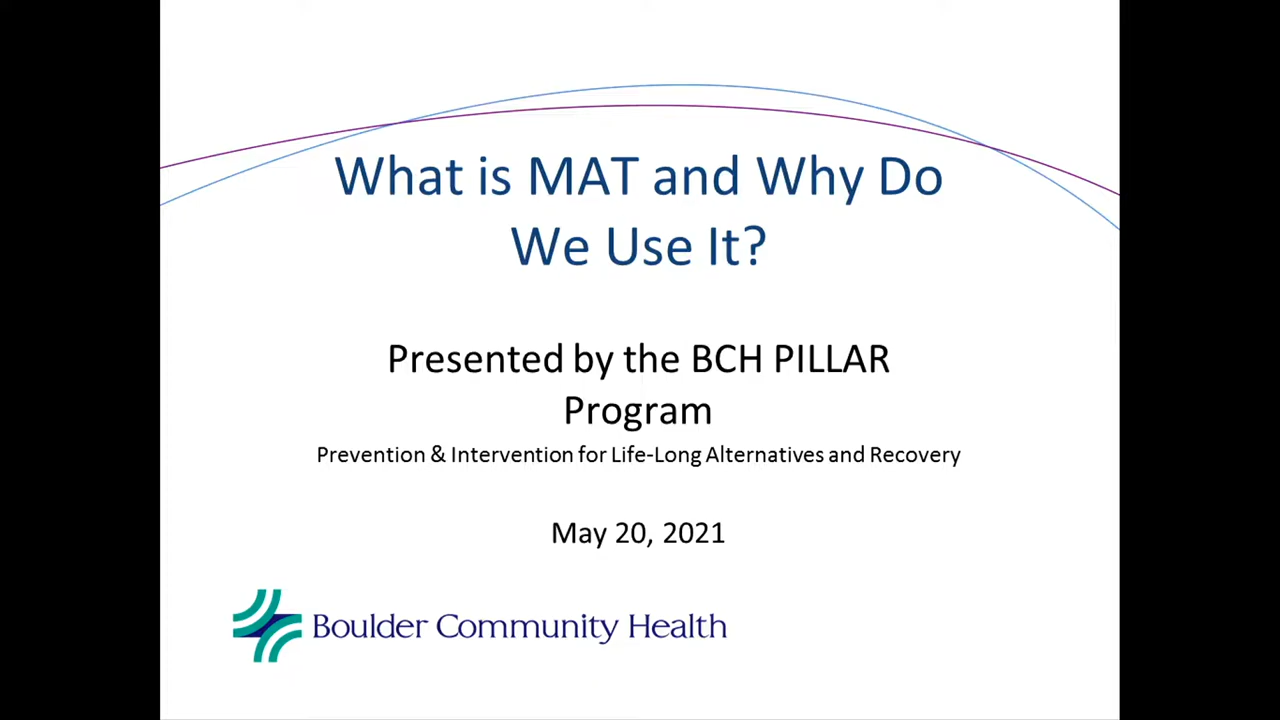 What is MAT and Why Do
We Use It?
Presented by the BCH PILLAR
Program
Prevention & Intervention for Life-Long Alternatives and Recovery
May 20, 2021
Boulder Community Health